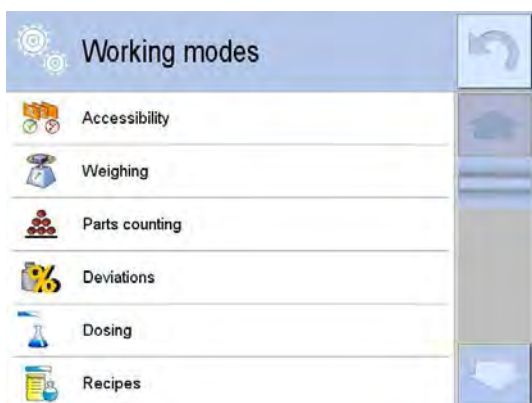 Working modes
Accessibility
Weighing
Parts counting
Deviations
Dosing
Recipes